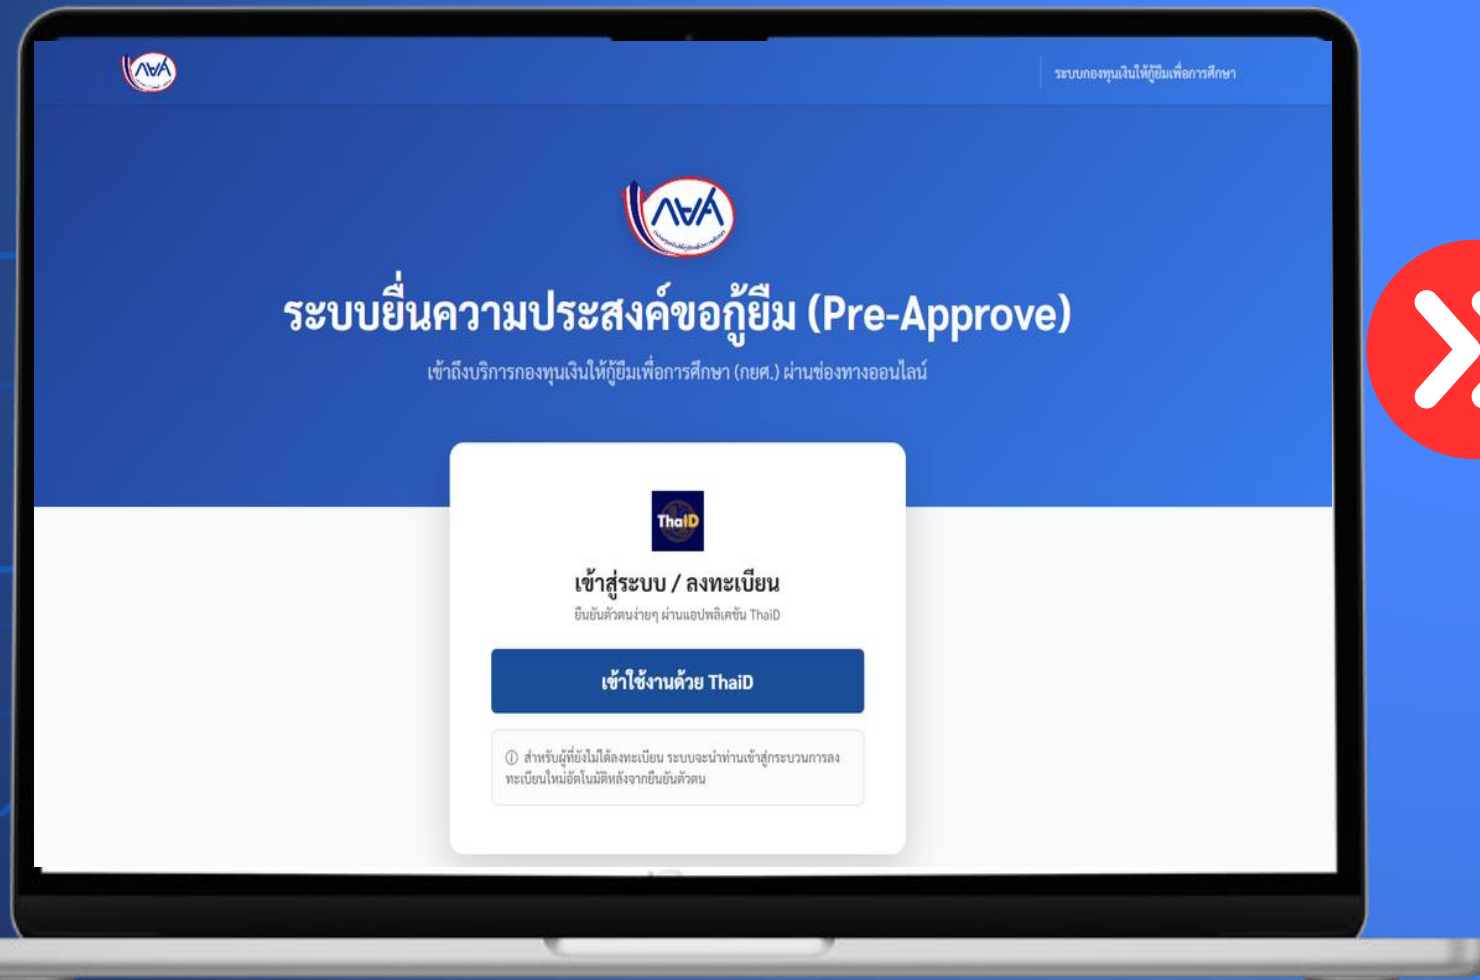 กยศ
ระบบกองทุนเงินให้กู้ยืมเพื่อการศึกษา
กยศ
ระบบยื่นความประสงค์ขอกู้ยืม (Pre-Approve)
เข้าถึงบริการกองทุนเงินให้กู้ยืมเพื่อการศึกษา (กยศ.) ผ่านช่องทางออนไลน์
ThaiD
เข้าสู่ระบบ / ลงทะเบียน
ยืนยันตัวตนง่ายๆ ผ่านแอปพลิเคชัน ThaiD
เข้าใช้งานด้วย ThaiD
สำหรับผู้ที่ยังไม่ได้ลงทะเบียน ระบบจะนำท่านเข้าสู่กระบวนการลง
ทะเบียนใหม่อัตโนมัติหลังจากยืนยันตัวตน